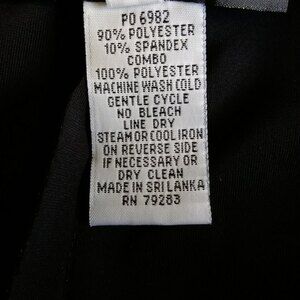 PO 6982
90% POLYESTER
10% SPANDEX
COMBO
100% POLYESTER
MACHINE WASH COLD
GENTLE CYCLE
NO BLEACH
LINE DRY
STEAM OR COOL IRON
ON REVERSE SIDE
IF NECESSARY OR
DRY CLEAN
MADE IN SRI LANKA
RN 79283